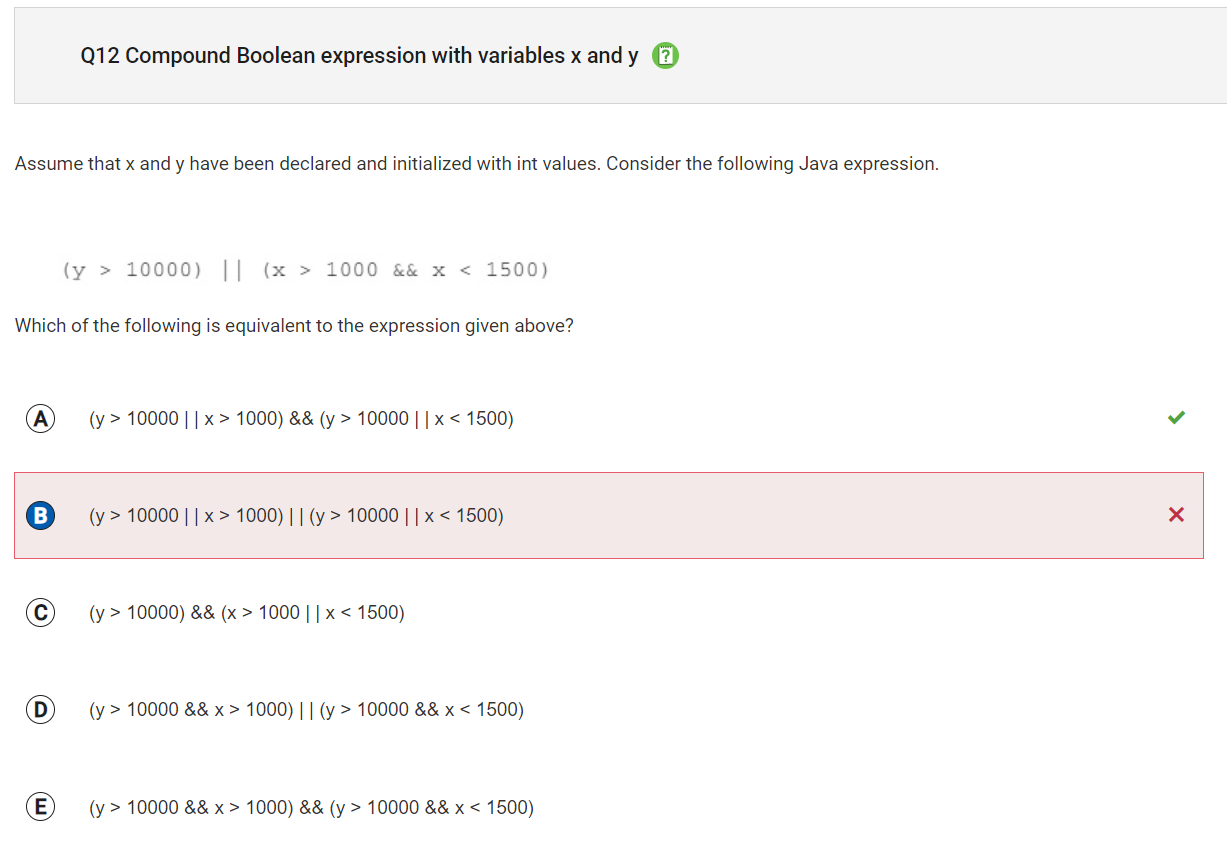 Q12 Compound Boolean expression with variables x and y ?
Assume that x and y have been declared and initialized with int values. Consider the following Java expression.
(y > 10000) || (x > 1000 && x < 1500)
Which of the following is equivalent to the expression given above?
A (y > 10000 | | x > 1000) && (y > 10000 | | x < 1500)
B (y > 10000 | | x > 1000) | | (y > 10000 | | x < 1500)
C (y > 10000) && (x > 1000 | | x < 1500)
D (y > 10000 && x > 1000) | | (y > 10000 && x < 1500)
E (y > 10000 && x > 1000) && (y > 10000 && x < 1500)